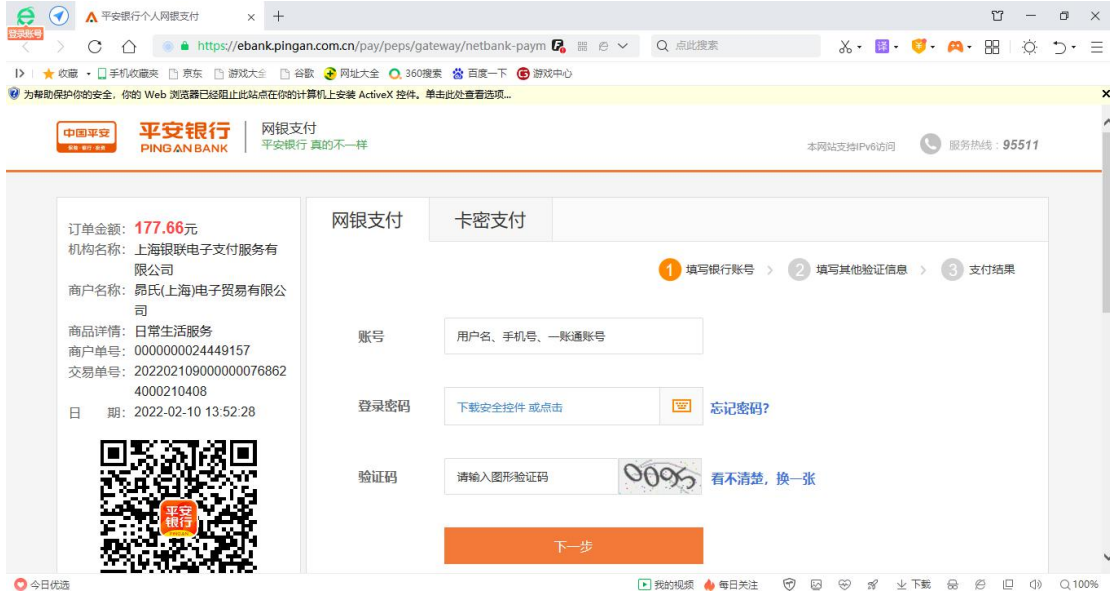 平安银行个人网银支付
登录账号
https://ebank.pingan.com.cn/pay/peps/gateway/netbank-paym
点此搜索
收藏 手机收藏夹 京东 游戏大全 谷歌 网址大全 360搜索 百度一下 游戏中心
为帮助保护你的安全，你的 Web 浏览器已经阻止此站点在你的计算机上安装 ActiveX 控件。单击此处查看选项...
中国平安
保险·银行·投资
平安银行
PINGAN BANK
网银支付
平安银行 真的不一样
本网站支持IPv6访问
服务热线：95511
订单金额：177.66元
机构名称：上海银联电子支付服务有
限公司
商户名称：昴氏(上海)电子贸易有限公
司
商品详情：日常生活服务
商户单号：0000000024449157
交易单号：202202109000000076862
4000210408
日 期：2022-02-10 13:52:28
平安
银行
网银支付 卡密支付
1 填写银行账号 > 2 填写其他验证信息 > 3 支付结果
账号 用户名、手机号、一账通账号
登录密码 下载安全控件 或点击 忘记密码?
验证码 请输入图形验证码 0095 看不清楚，换一张
下一步
今日优选
我的视频 每日关注 下载 100%